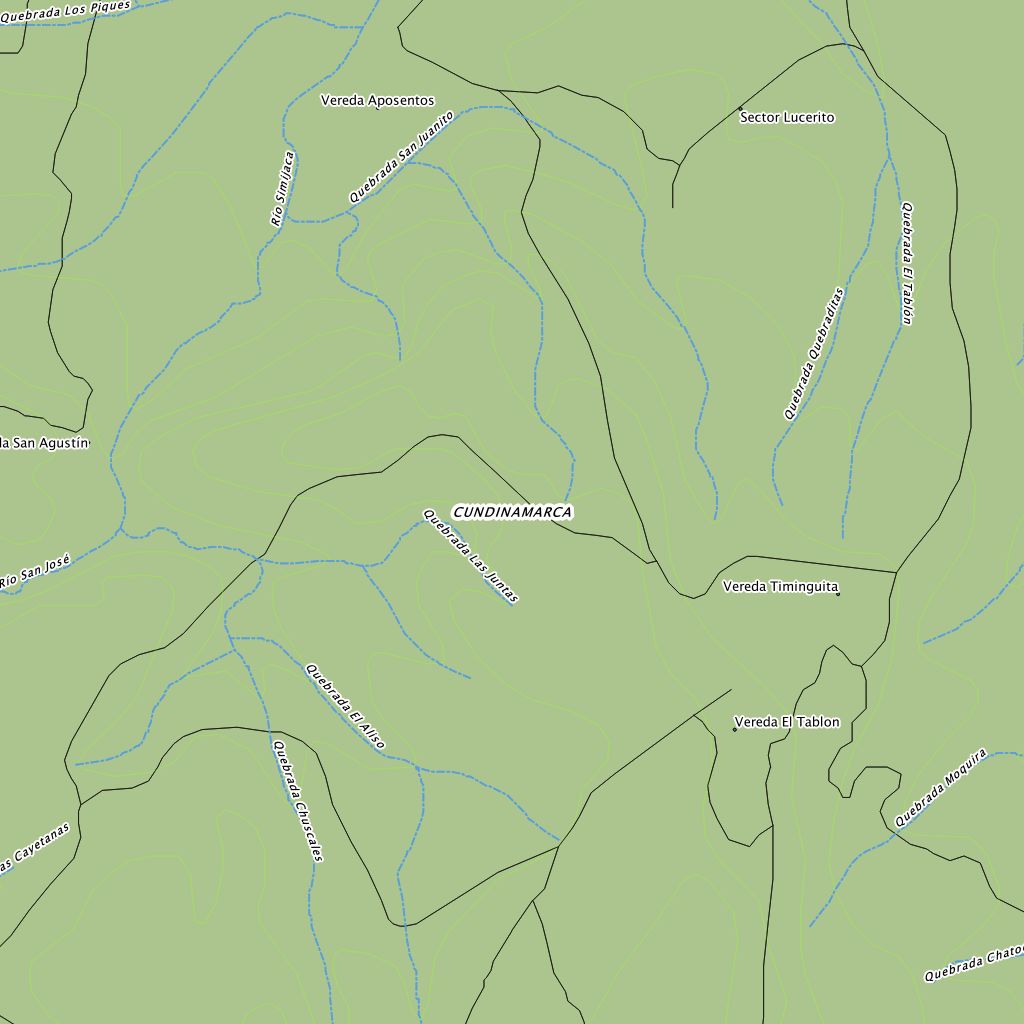 Quebrada Los Piques
Vereda Aposentos
Sector Lucerito
Quebrada San Juanito
Río Simijaca
Quebrada El Tablón
Quebrada Quebraditas
la San Agustín
CUNDINAMARCA
Quebrada Las Juntas
Río San José
Vereda Timinguita
Quebrada El Aliso
Vereda El Tablon
Quebrada Chuscales
Quebrada Moquira
as Cayetanas
Quebrada Chato